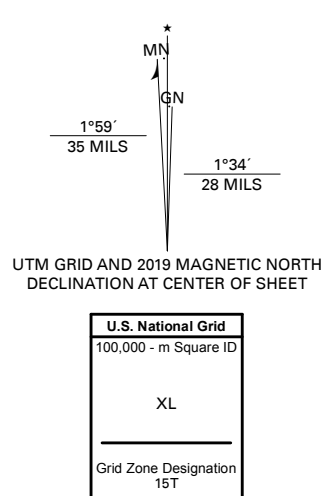 ★
MN
GN
1°59´
35 MILS
1°34´
28 MILS
UTM GRID AND 2019 MAGNETIC NORTH
DECLINATION AT CENTER OF SHEET
U.S. National Grid
100,000 - m Square ID
XL
Grid Zone Designation
15T